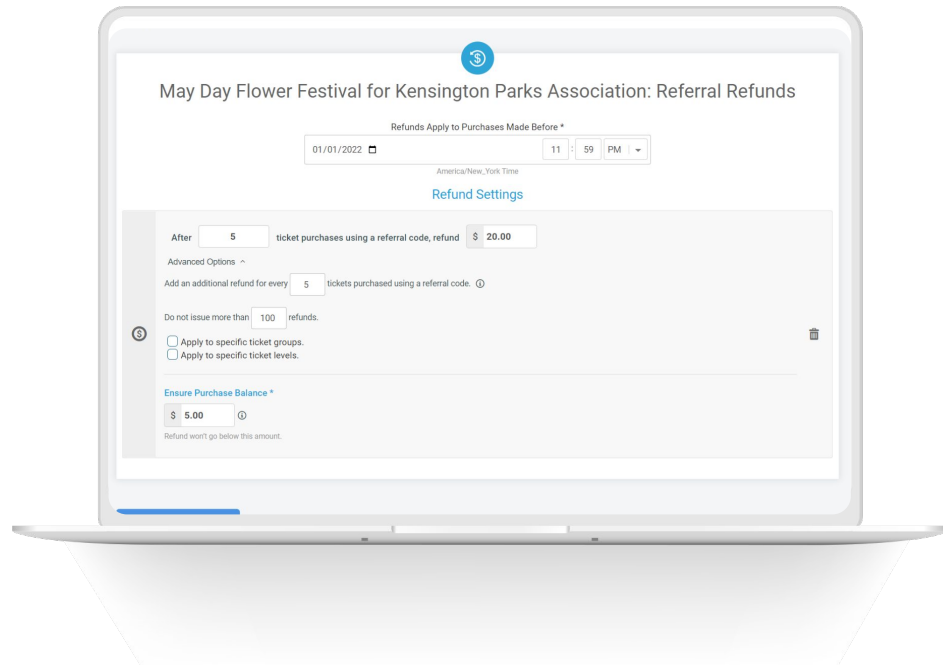 May Day Flower Festival for Kensington Parks Association: Referral Refunds
Refunds Apply to Purchases Made Before *
01/01/2022 11 : 59 PM
America/New_York Time
Refund Settings
After 5 ticket purchases using a referral code, refund $ 20.00
Advanced Options
Add an additional refund for every 5 tickets purchased using a referral code.
Do not issue more than 100 refunds.
Apply to specific ticket groups.
Apply to specific ticket levels.
Ensure Purchase Balance *
$ 5.00
Refund won't go below this amount.